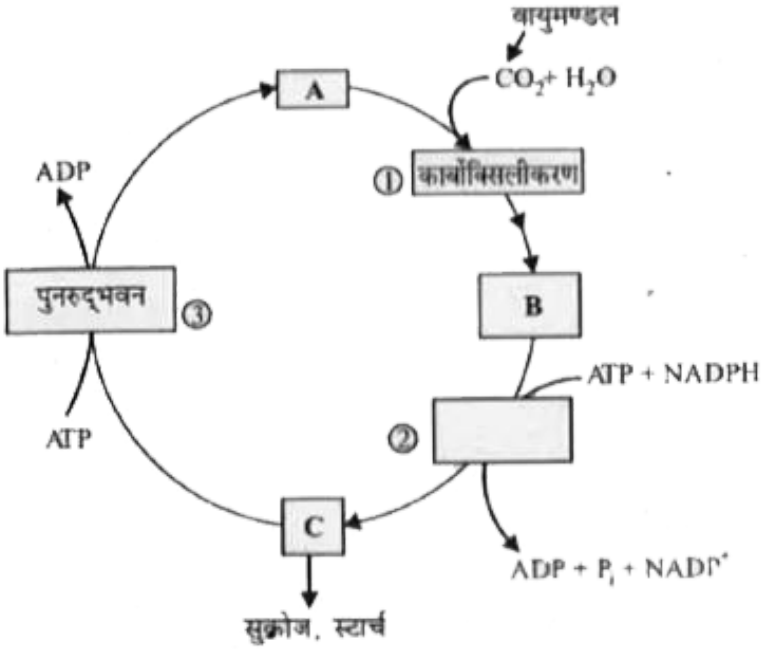 वायुमण्डल
CO₂+ H₂O
A
ADP
① कार्बोक्सिलीकरण
पुनरुद्भवन ③
B
ATP + NADPH
ATP
②
C
ADP + Pᵢ + NADP⁺
सुक्रोज, स्टार्च